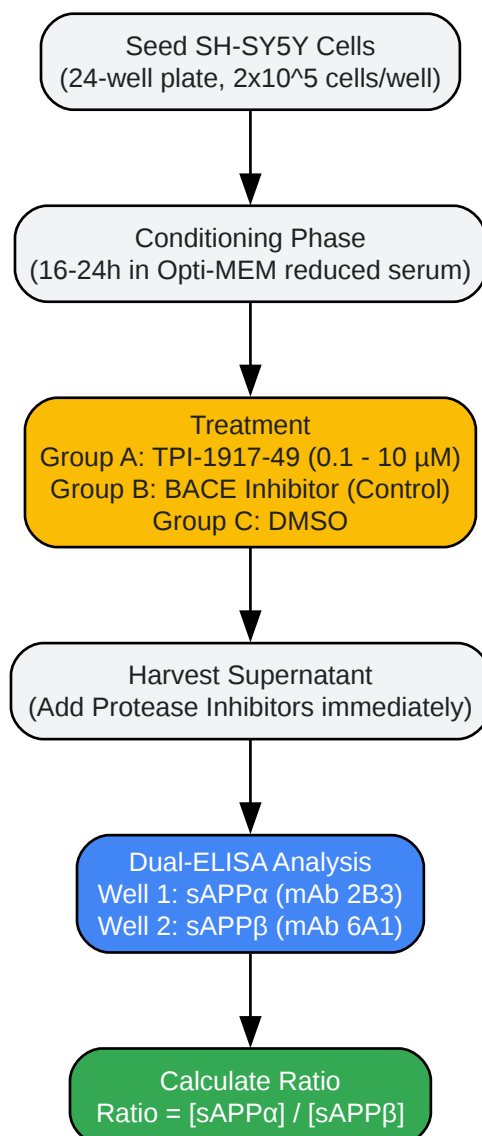 Seed SH-SY5Y Cells
(24-well plate, 2x10^5 cells/well)
Conditioning Phase
(16-24h in Opti-MEM reduced serum)
Treatment
Group A: TPI-1917-49 (0.1 - 10 µM)
Group B: BACE Inhibitor (Control)
Group C: DMSO
Harvest Supernatant
(Add Protease Inhibitors immediately)
Dual-ELISA Analysis
Well 1: sAPPα (mAb 2B3)
Well 2: sAPPβ (mAb 6A1)
Calculate Ratio
Ratio = [sAPPα] / [sAPPβ]